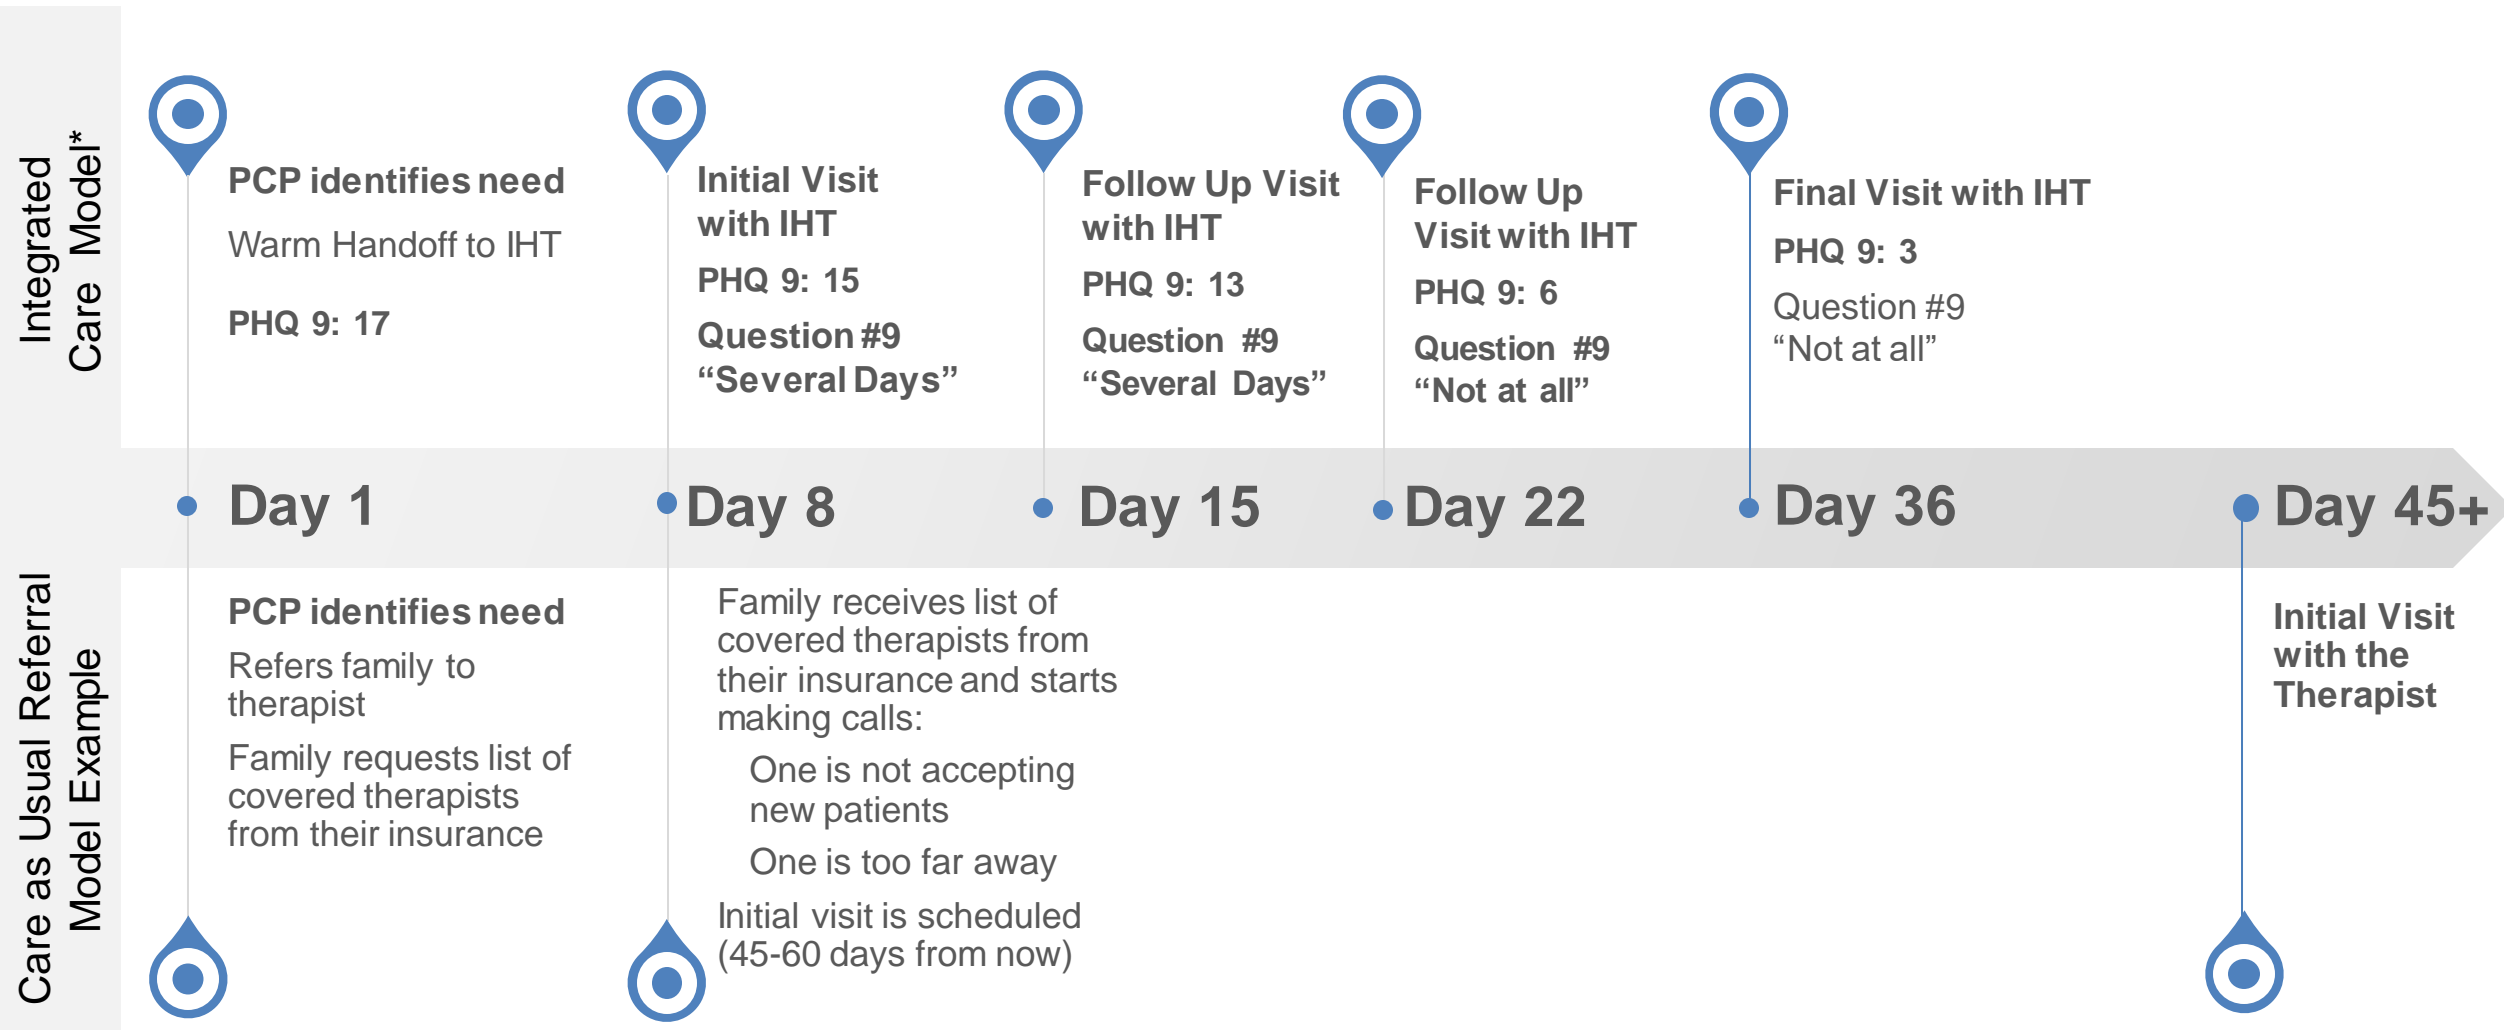 Integrated
Care Model*
PCP identifies need
Warm Handoff to IHT
PHQ 9: 17
Initial Visit
with IHT
PHQ 9: 15
Question #9
“Several Days”
Follow Up Visit
with IHT
PHQ 9: 13
Question #9
“Several Days”
Follow Up
Visit with IHT
PHQ 9: 6
Question #9
“Not at all”
Final Visit with IHT
PHQ 9: 3
Question #9
“Not at all”
Day 1
Day 8
Day 15
Day 22
Day 36
Day 45+
Care as Usual Referral
Model Example
PCP identifies need
Refers family to
therapist
Family requests list of
covered therapists
from their insurance
Family receives list of
covered therapists from
their insurance and starts
making calls:
One is not accepting
new patients
One is too far away
Initial visit is scheduled
(45-60 days from now)
Initial Visit
with the
Therapist